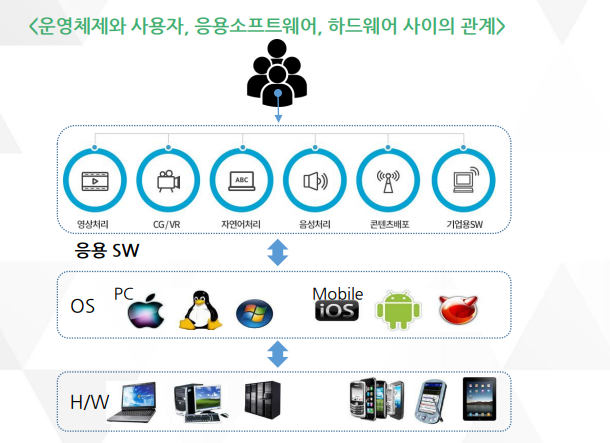 <운영체제와 사용자, 응용소프트웨어, 하드웨어 사이의 관계>
ABC
영상처리 CG/VR 자연어처리 음성처리 콘텐츠배포 기업용SW
응용 SW
PC Mobile
OS iOS
H/W